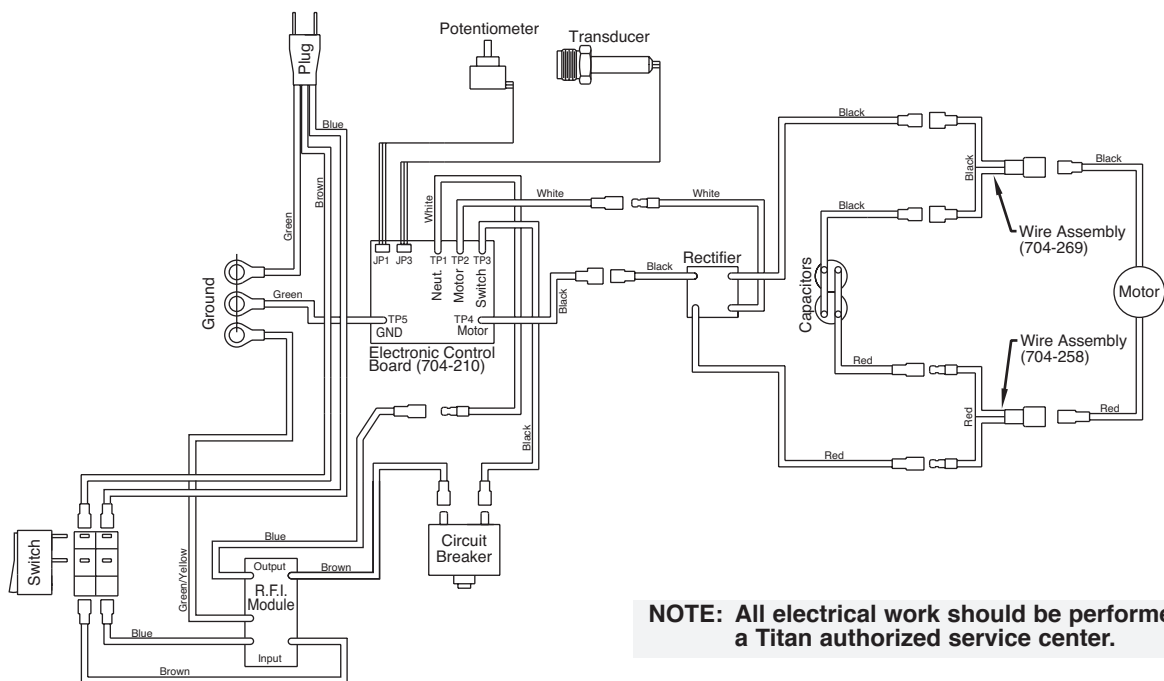 Potentiometer
Transducer
Plug
Blue
Brown
Green
Black
Black
Black
Black
White
White
White
Wire Assembly
(704-269)
JP1 JP3 TP1 TP2 TP3
Neut.
Motor
Switch
Rectifier
Black
Black
Capacitors
Motor
Ground
Green
TP5
GND
TP4
Motor
Electronic Control
Board (704-210)
Wire Assembly
(704-258)
Red
Red
Red
Red
Black
Switch
Green/Yellow
Blue
Output
R.F.I.
Module
Input
Brown
Circuit
Breaker
Blue
Brown
NOTE: All electrical work should be performe
a Titan authorized service center.